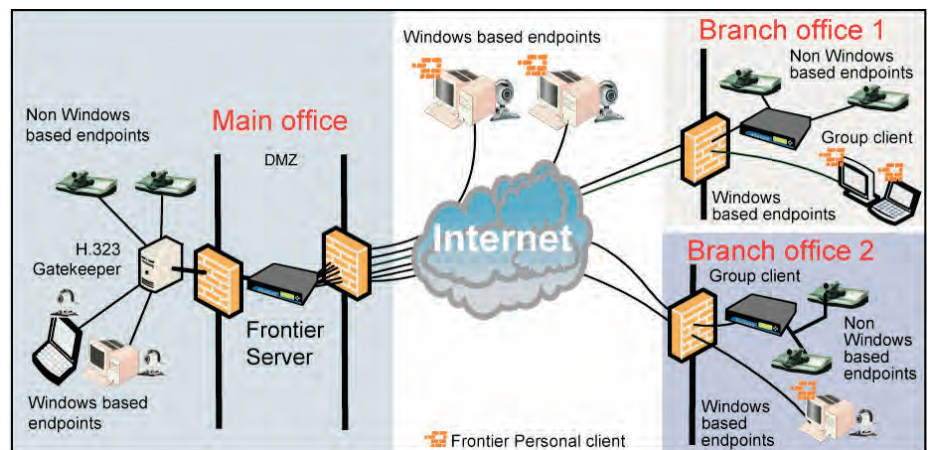 Main office
DMZ
Non Windows
based endpoints
H.323
Gatekeeper
Frontier
Server
Windows based
endpoints
Windows based endpoints
Internet
Frontier Personal client
Branch office 1
Non Windows
based endpoints
Group client
Windows
based endpoints
Branch office 2
Group client
Non
Windows
based
endpoints
Windows
based
endpoints